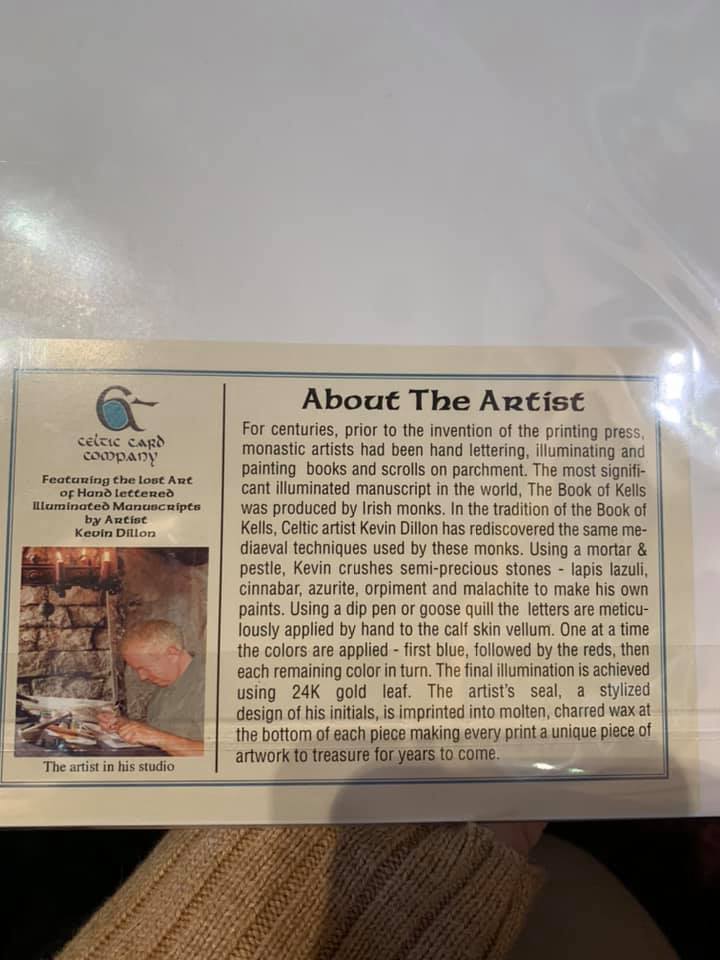 CELTIC CARD
COMPANY
Featuring the Lost Art
of Hand Lettered
Illuminated Manuscripts
by Artist
Kevin Dillon
The artist in his studio
About The Artist
For centuries, prior to the invention of the printing press,
monastic artists had been hand lettering, illuminating and
painting books and scrolls on parchment. The most signifi-
cant illuminated manuscript in the world, The Book of Kells
was produced by Irish monks. In the tradition of the Book of
Kells, Celtic artist Kevin Dillon has rediscovered the same me-
diaeval techniques used by these monks. Using a mortar &
pestle, Kevin crushes semi-precious stones - lapis lazuli,
cinnabar, azurite, orpiment and malachite to make his own
paints. Using a dip pen or goose quill the letters are meticu-
lously applied by hand to the calf skin vellum. One at a time
the colors are applied - first blue, followed by the reds, then
each remaining color in turn. The final illumination is achieved
using 24K gold leaf. The artist's seal, a stylized
design of his initials, is imprinted into molten, charred wax at
the bottom of each piece making every print a unique piece of
artwork to treasure for years to come.